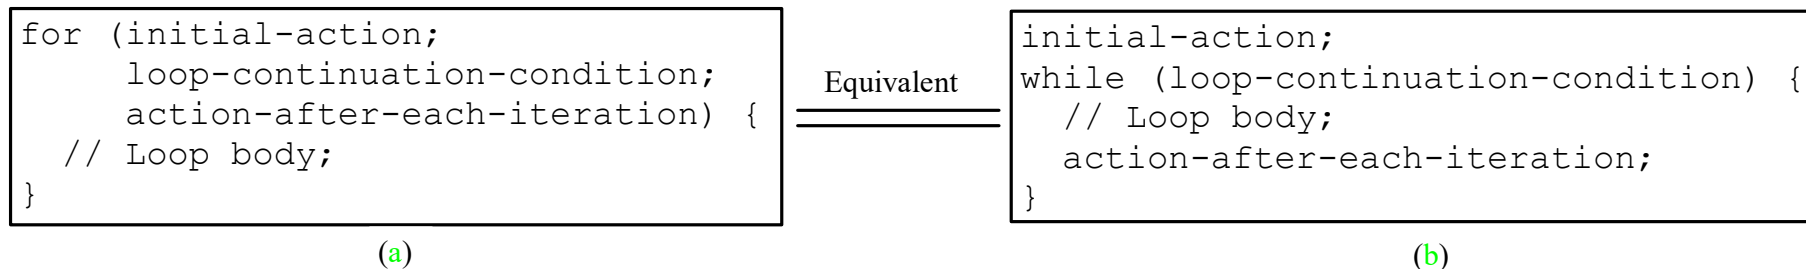 for (initial-action;
     loop-continuation-condition;
     action-after-each-iteration) {
  // Loop body;
}
(a)
Equivalent
initial-action;
while (loop-continuation-condition) {
  // Loop body;
  action-after-each-iteration;
}
(b)